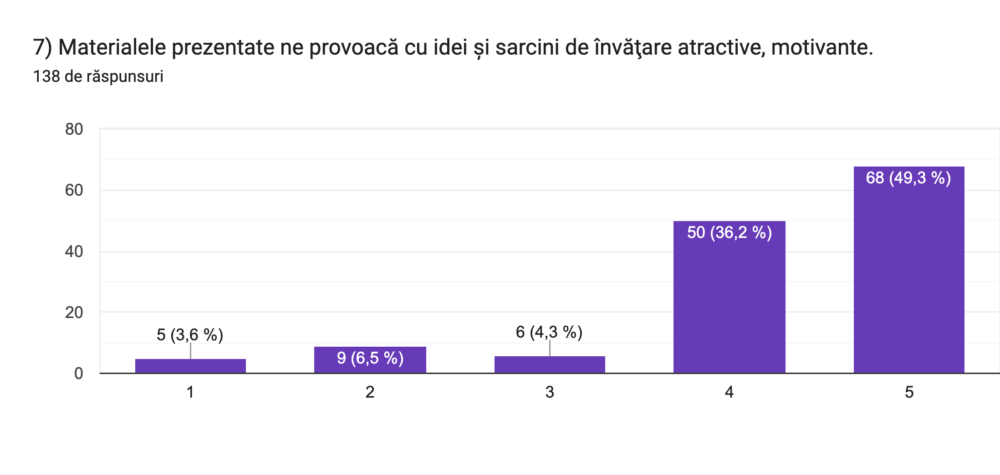 7) Materialele prezentate ne provoacă cu idei și sarcini de învăţare atractive, motivante.
138 de răspunsuri
80
60
40
20
0
5 (3,6 %)
9 (6,5 %)
6 (4,3 %)
50 (36,2 %)
68 (49,3 %)
1
2
3
4
5